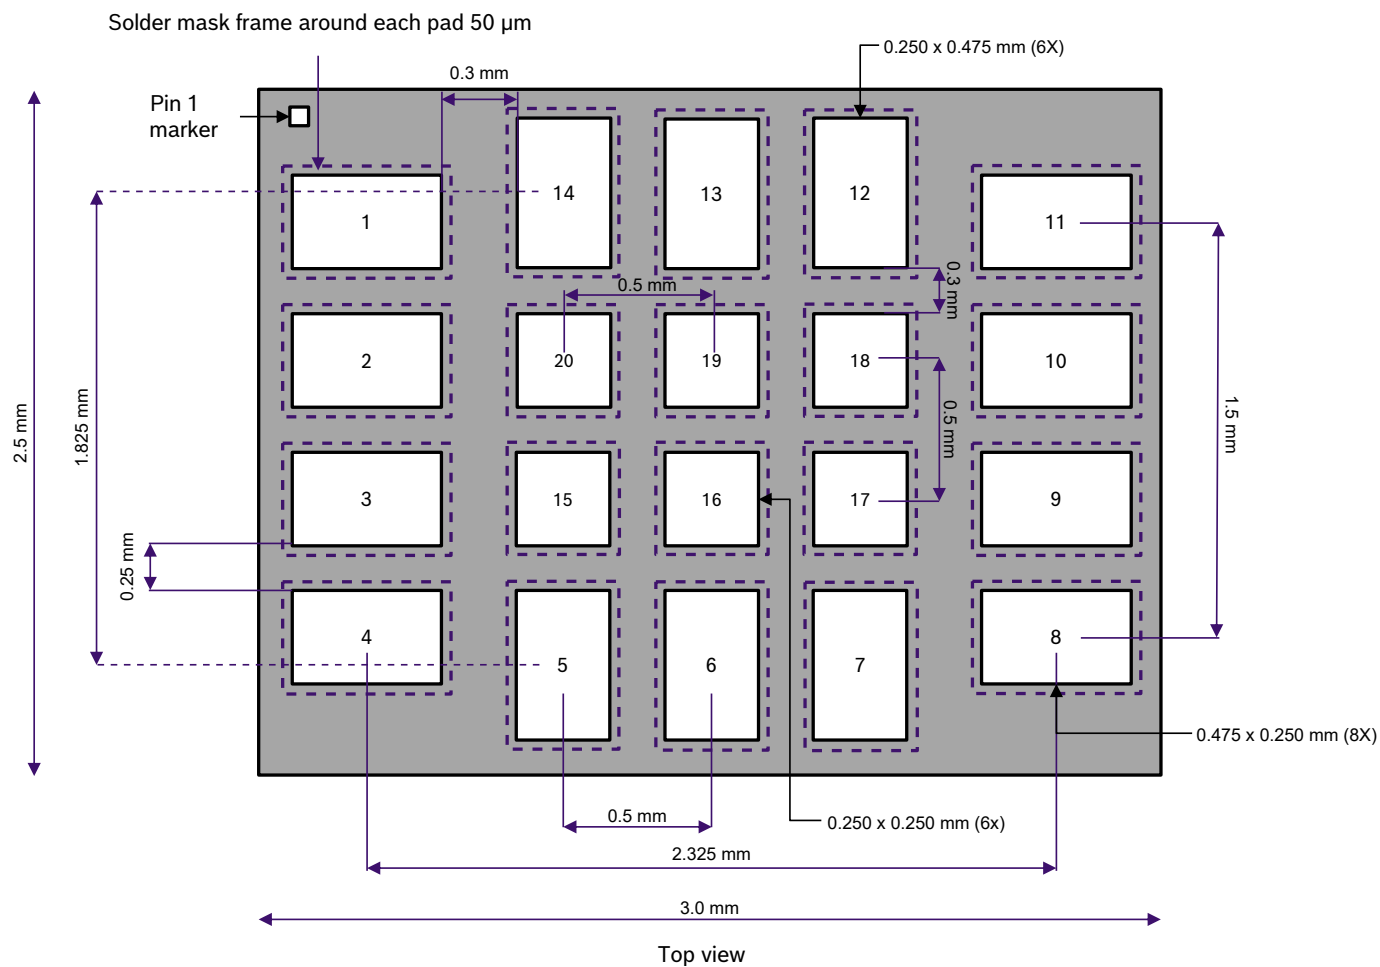 Solder mask frame around each pad 50 µm
0.250 x 0.475 mm (6X)
0.3 mm
Pin 1
marker
14
13
12
1
11
0.3 mm
0.5 mm
2
20
19
18
10
2.5 mm
1.825 mm
0.5 mm
1.5 mm
3
15
16
17
9
0.25 mm
4
5
6
7
8
0.475 x 0.250 mm (8X)
0.5 mm
0.250 x 0.250 mm (6x)
2.325 mm
3.0 mm
Top view